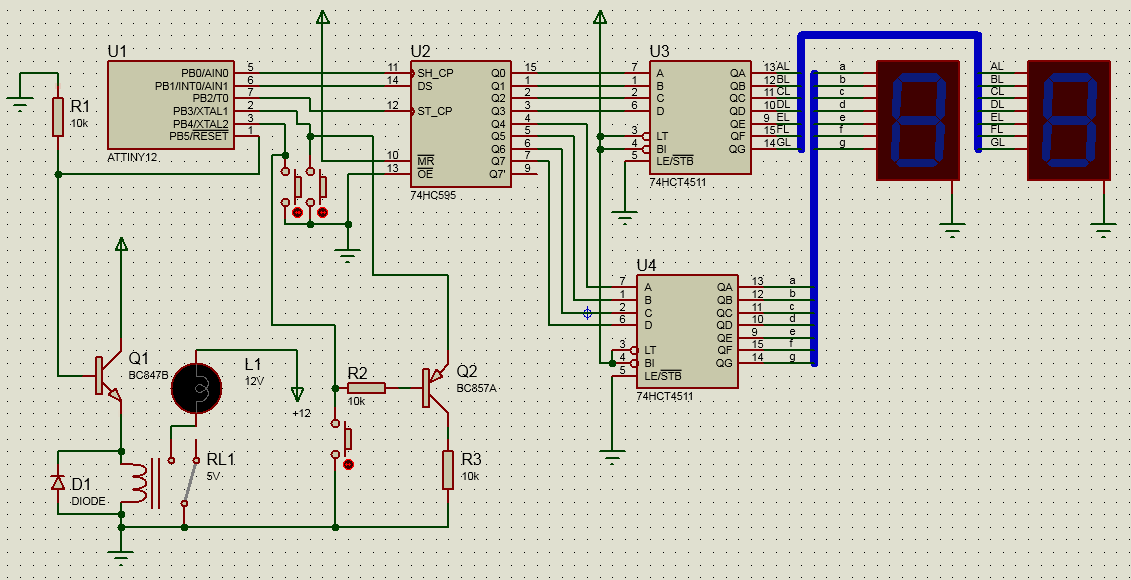 U1
PB0/AIN0 5
PB1/INT0/AIN1 6
PB2/T0 7
PB3/XTAL1 2
PB4/XTAL2 3
PB5/RESET 1
ATTINY12
R1
10k
U2
11 SH_CP Q0 15
14 DS Q1 1
Q2 2
12 ST_CP Q3 3
Q4 4
Q5 5
Q6 6
10 MR Q7 7
13 OE Q7' 9
74HC595
U3
7 A QA 13 AL
1 B QB 12 BL
2 C QC 11 CL
6 D QD 10 DL
QE 9 EL
3 LT QF 15 FL
4 BI QG 14 GL
5 LE/STB
74HCT4511
a
b
c
d
e
f
g
AL
BL
CL
DL
EL
FL
GL
U4
7 A QA 13 a
1 B QB 12 b
2 C QC 11 c
6 D QD 10 d
QE 9 e
3 LT QF 15 f
4 BI QG 14 g
5 LE/STB
74HCT4511
Q1
BC847B
L1
12V
+12
R2
10k
Q2
BC857A
RL1
5V
D1
DIODE
R3
10k